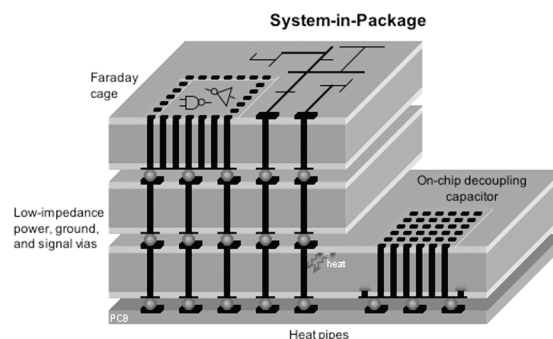 System-in-Package
Faraday
cage
On-chip decoupling
capacitor
Low-impedance
power, ground,
and signal vias
heat
PCB
Heat pipes